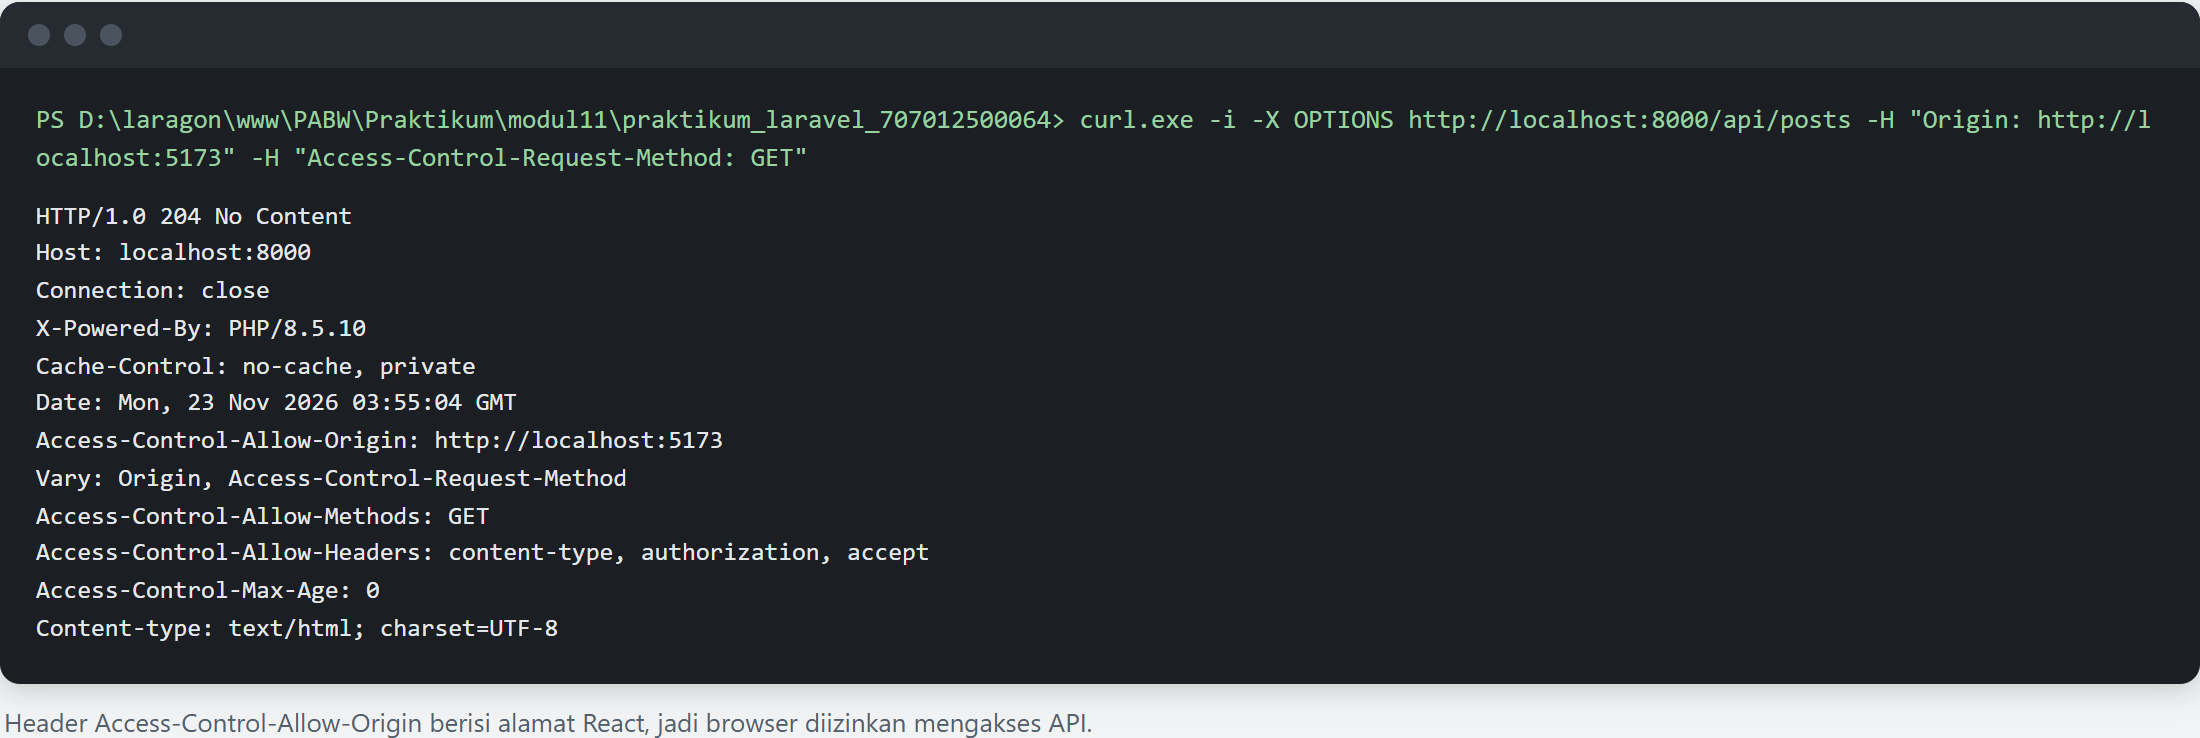 PS D:\laragon\www\PABW\Praktikum\modul11\praktikum_laravel_707012500064> curl.exe -i -X OPTIONS http://localhost:8000/api/posts -H "Origin: http://l
ocalhost:5173" -H "Access-Control-Request-Method: GET"
HTTP/1.0 204 No Content
Host: localhost:8000
Connection: close
X-Powered-By: PHP/8.5.10
Cache-Control: no-cache, private
Date: Mon, 23 Nov 2026 03:55:04 GMT
Access-Control-Allow-Origin: http://localhost:5173
Vary: Origin, Access-Control-Request-Method
Access-Control-Allow-Methods: GET
Access-Control-Allow-Headers: content-type, authorization, accept
Access-Control-Max-Age: 0
Content-type: text/html; charset=UTF-8
Header Access-Control-Allow-Origin berisi alamat React, jadi browser diizinkan mengakses API.